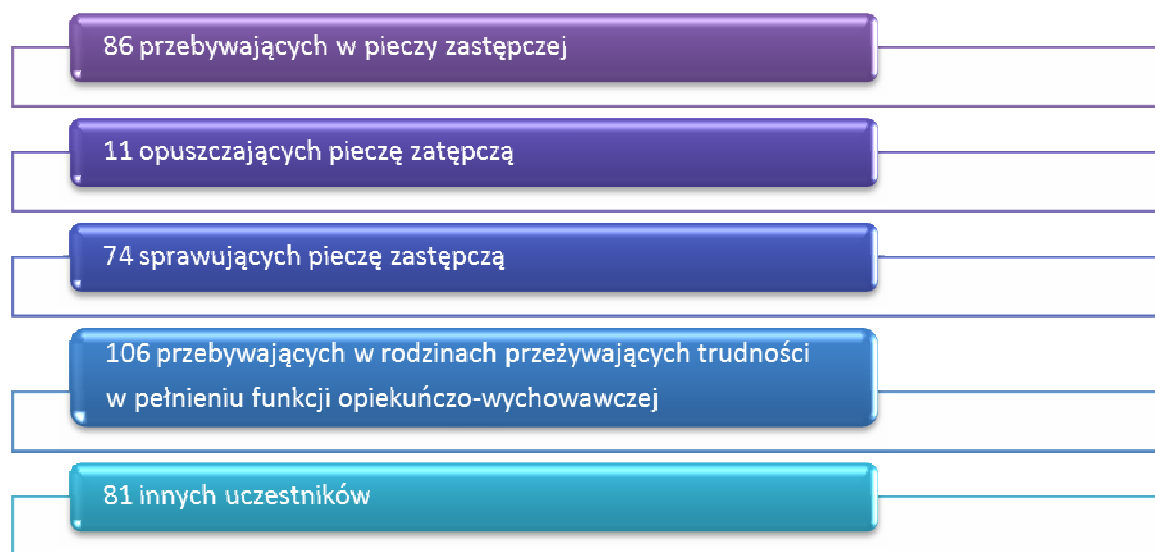 86 przebywających w pieczy zastępczej
11 opuszczających pieczę zatępczą
74 sprawujących pieczę zastępczą
106 przebywających w rodzinach przeżywających trudności
w pełnieniu funkcji opiekuńczo-wychowawczej
81 innych uczestników